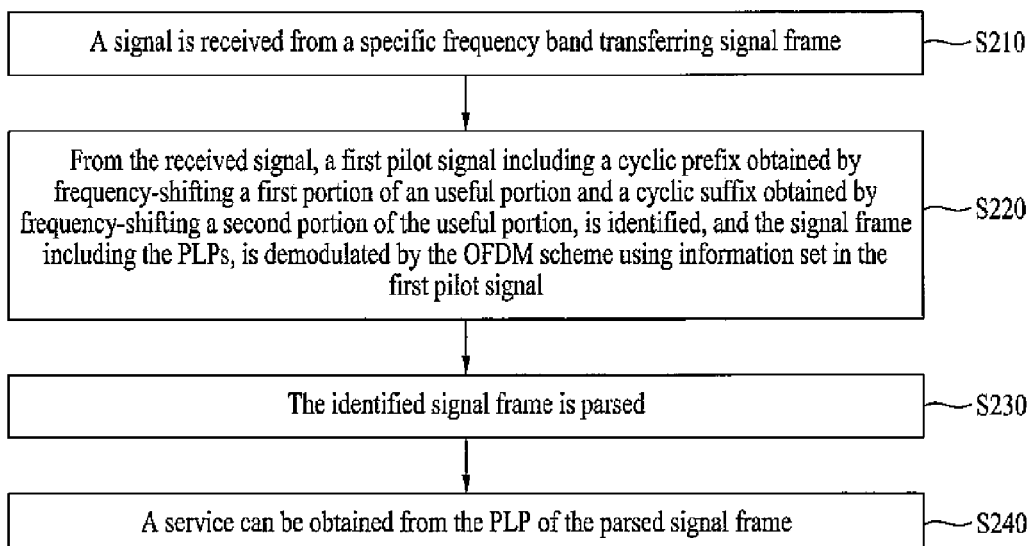 A signal is received from a specific frequency band transferring signal frame
S210
From the received signal, a first pilot signal including a cyclic prefix obtained by
frequency-shifting a first portion of an useful portion and a cyclic suffix obtained by
frequency-shifting a second portion of the useful portion, is identified, and the signal frame
including the PLPs, is demodulated by the OFDM scheme using information set in the
first pilot signal
S220
The identified signal frame is parsed
S230
A service can be obtained from the PLP of the parsed signal frame
S240